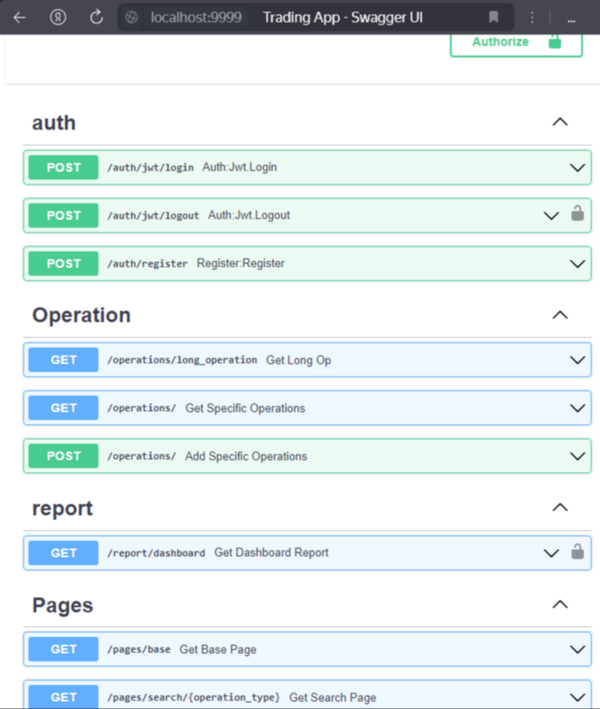 localhost:9999 Trading App - Swagger UI
Authorize
auth
POST /auth/jwt/login Auth:Jwt.Login
POST /auth/jwt/logout Auth:Jwt.Logout
POST /auth/register Register:Register
Operation
GET /operations/long_operation Get Long Op
GET /operations/ Get Specific Operations
POST /operations/ Add Specific Operations
report
GET /report/dashboard Get Dashboard Report
Pages
GET /pages/base Get Base Page
GET /pages/search/{operation_type} Get Search Page